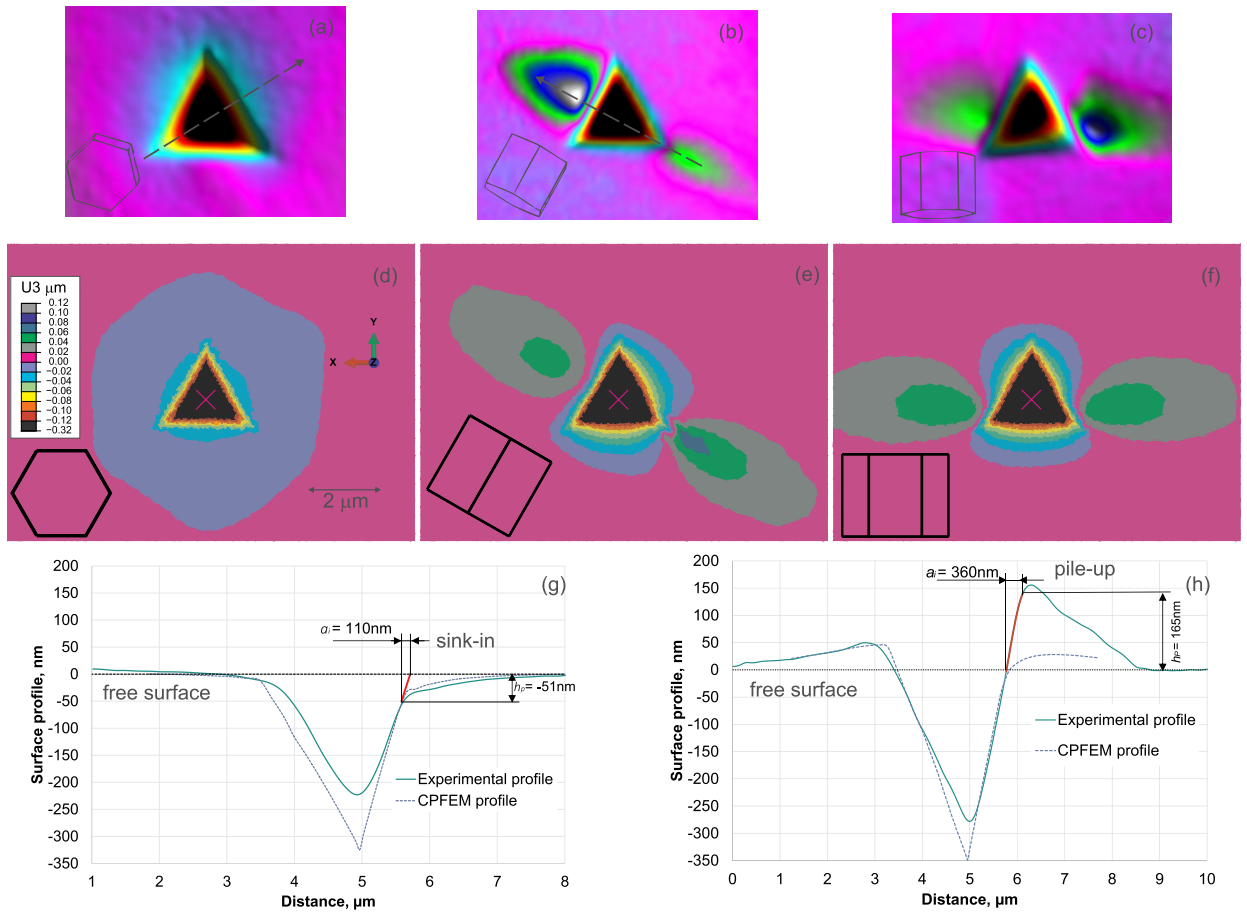 (a)
(b)
(c)
(d)
U3 µm
0.12
0.10
0.08
0.06
0.04
0.02
0.00
−0.02
−0.04
−0.06
−0.08
−0.10
−0.12
−0.32
Y
X
Z
2 µm
(e)
(f)
(g)
200
150
100
50
0
-50
-100
-150
-200
-250
-300
-350
Surface profile, nm
aᵢ = 110nm
sink-in
free surface
hₚ = -51nm
Experimental profile
CPFEM profile
1 2 3 4 5 6 7 8
Distance, µm
(h)
200
150
100
50
0
-50
-100
-150
-200
-250
-300
-350
Surface profile, nm
aᵢ = 360nm
pile-up
hₚ = 165nm
free surface
Experimental profile
CPFEM profile
0 1 2 3 4 5 6 7 8 9 10
Distance, µm